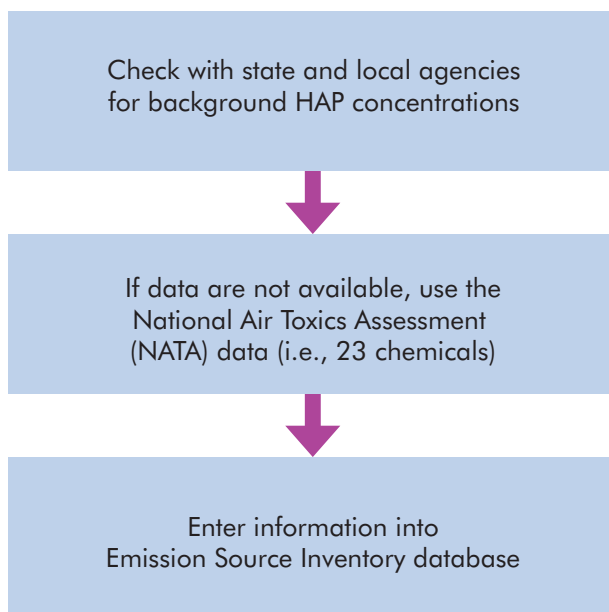 Check with state and local agencies
for background HAP concentrations
If data are not available, use the
National Air Toxics Assessment
(NATA) data (i.e., 23 chemicals)
Enter information into
Emission Source Inventory database